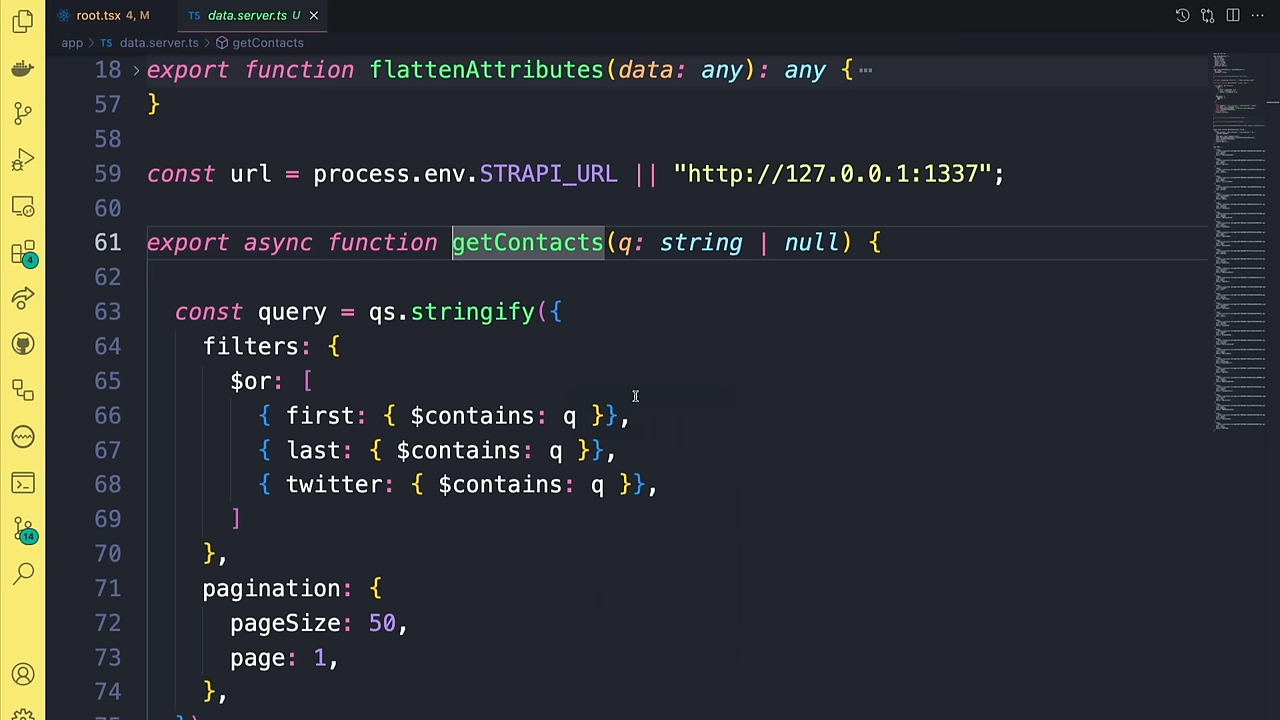 root.tsx 4, M
TS data.server.ts U
app > TS data.server.ts > getContacts
18 export function flattenAttributes(data: any): any {
57 }
58
59 const url = process.env.STRAPI_URL || "http://127.0.0.1:1337";
60
61 export async function getContacts(q: string | null) {
62
63 const query = qs.stringify({
64 filters: {
65 $or: [
66 { first: { $contains: q }},
67 { last: { $contains: q }},
68 { twitter: { $contains: q }},
69 ]
70 },
71 pagination: {
72 pageSize: 50,
73 page: 1,
74 },
4
14